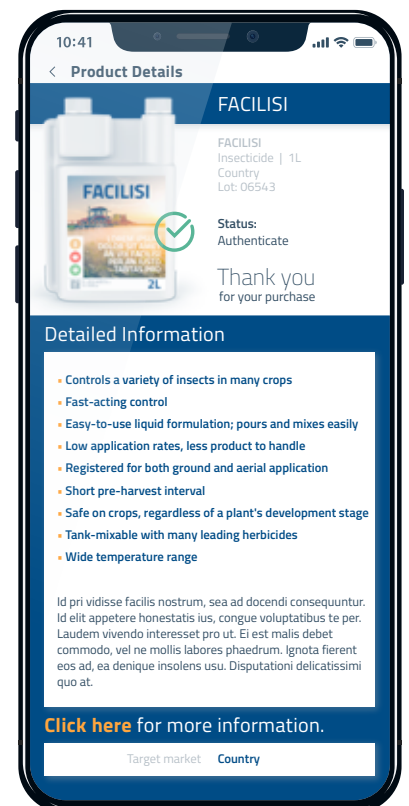 10:41
< Product Details
FACILISI
FACILISI
Insecticide | 1L
Country
Lot: 06543
Status:
Authenticate
Thank you
for your purchase
FACILISI
2L
Detailed Information
• Controls a variety of insects in many crops
• Fast-acting control
• Easy-to-use liquid formulation; pours and mixes easily
• Low application rates, less product to handle
• Registered for both ground and aerial application
• Short pre-harvest interval
• Safe on crops, regardless of a plant's development stage
• Tank-mixable with many leading herbicides
• Wide temperature range
Id pri vidisse facilis nostrum, sea ad docendi consequuntur.
Id elit appetere honestatis ius, congue voluptatibus te per.
Laudem vivendo interesset pro ut. Ei est malis debet
commodo, vel ne mollis labores phaedrum. Ignota fierent
eos ad, ea denique insolens usu. Disputationi delicatissimi
quo at.
Click here for more information.
Target market Country